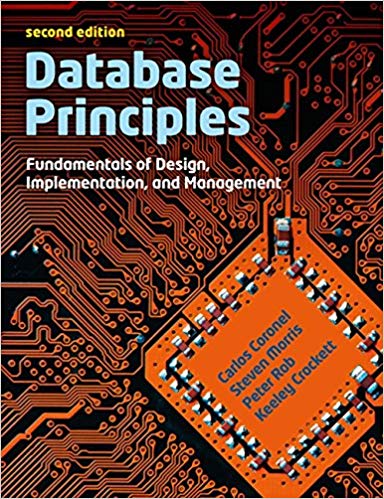 second edition
Database
Principles
Fundamentals of Design,
Implementation, and Management
Carlos Coronel
Steven Morris
Peter Rob
Keeley Crockett